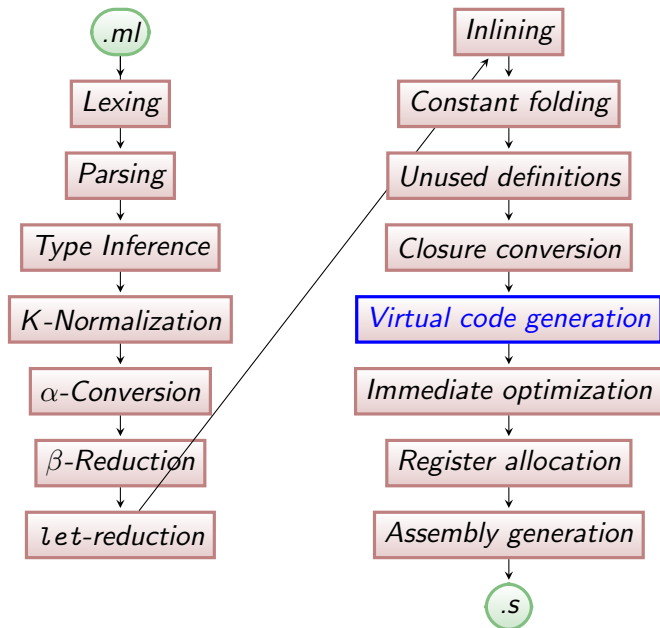 .ml
Lexing
Parsing
Type Inference
K-Normalization
α-Conversion
β-Reduction
let-reduction
Inlining
Constant folding
Unused definitions
Closure conversion
Virtual code generation
Immediate optimization
Register allocation
Assembly generation
.s